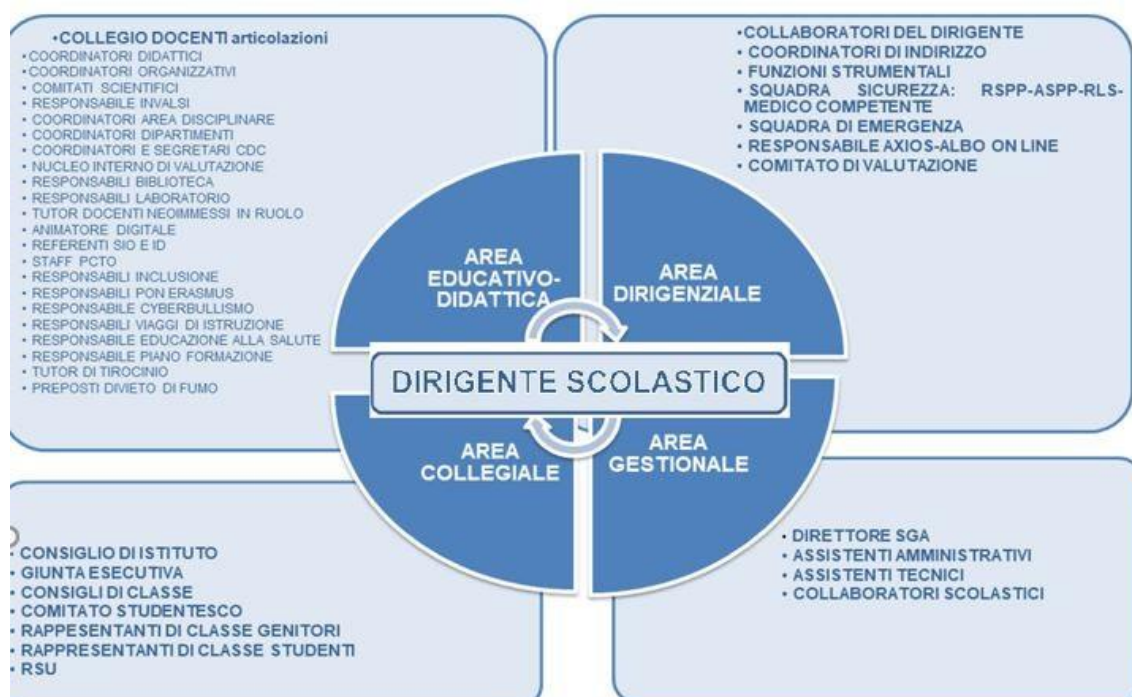 •COLLEGIO DOCENTI articolazioni
• COORDINATORI DIDATTICI
•COORDINATORI ORGANIZZATIVI
• COMITATI SCIENTIFICI
• RESPONSABILE INVALSI
• COORDINATORI AREA DISCIPLINARE
• COORDINATORI DIPARTIMENTI
• COORDINATORI E SEGRETARI CDC
• NUCLEO INTERNO DI VALUTAZIONE
• RESPONSABILI BIBLIOTECA
• RESPONSABILI LABORATORIO
• TUTOR DOCENTI NEOIMMESSI IN RUOLO
• ANIMATORE DIGITALE
• REFERENTI SIO E ID
• STAFF PCTO
• RESPONSABILI INCLUSIONE
• RESPONSABILI PON ERASMUS
• RESPONSABILE CYBERBULLISMO
• RESPONSABILI VIAGGI DI ISTRUZIONE
• RESPONSABILE EDUCAZIONE ALLA SALUTE
• RESPONSABILE PIANO FORMAZIONE
• TUTOR DI TIROCINIO
• PREPOSTI DIVIETO DI FUMO
•COLLABORATORI DEL DIRIGENTE
• COORDINATORI DI INDIRIZZO
• FUNZIONI STRUMENTALI
• SQUADRA SICUREZZA: RSPP-ASPP-RLS-
MEDICO COMPETENTE
• SQUADRA DI EMERGENZA
• RESPONSABILE AXIOS-ALBO ON LINE
• COMITATO DI VALUTAZIONE
AREA
EDUCATIVO-
DIDATTICA
AREA
DIRIGENZIALE
DIRIGENTE SCOLASTICO
AREA
COLLEGIALE
AREA
GESTIONALE
• CONSIGLIO DI ISTITUTO
• GIUNTA ESECUTIVA
• CONSIGLI DI CLASSE
• COMITATO STUDENTESCO
• RAPPESENTANTI DI CLASSE GENITORI
• RAPPRESENTANTI DI CLASSE STUDENTI
• RSU
• DIRETTORE SGA
• ASSISTENTI AMMINISTRATIVI
• ASSISTENTI TECNICI
• COLLABORATORI SCOLASTICI